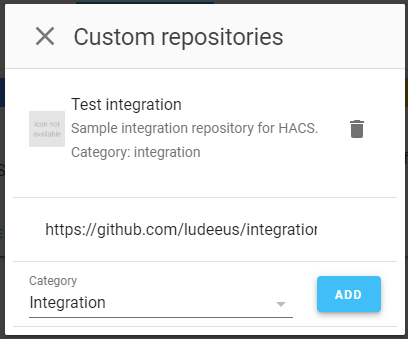 Custom repositories
Test integration
icon not
available
Sample integration repository for HACS.
Category: integration
https://github.com/ludeeus/integration
Category
Integration
ADD